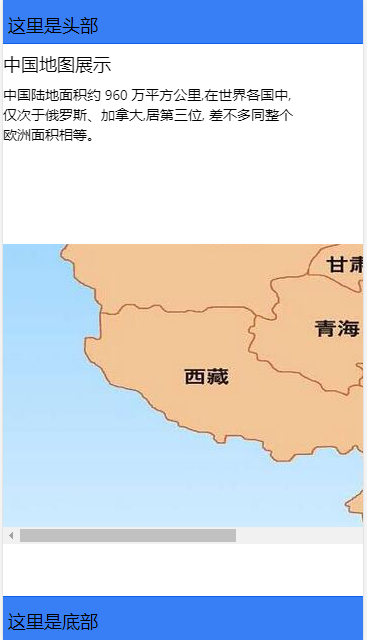 这里是头部
中国地图展示
中国陆地面积约 960 万平方公里,在世界各国中,
仅次于俄罗斯、加拿大,居第三位, 差不多同整个
欧洲面积相等。
甘肃
青海
西藏
这里是底部